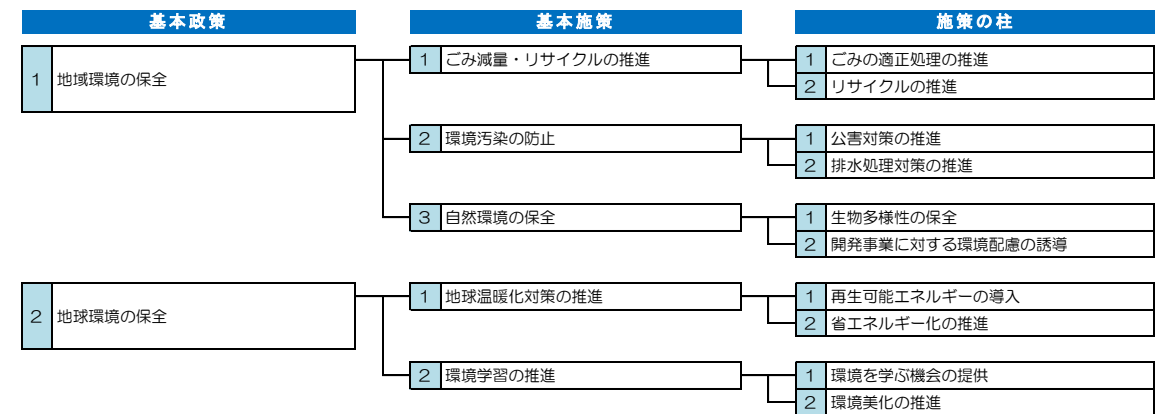 基本政策 基本施策 施策の柱
1 地域環境の保全 1 ごみ減量・リサイクルの推進 1 ごみの適正処理の推進
2 リサイクルの推進
2 環境汚染の防止 1 公害対策の推進
2 排水処理対策の推進
3 自然環境の保全 1 生物多様性の保全
2 開発事業に対する環境配慮の誘導
2 地球環境の保全 1 地球温暖化対策の推進 1 再生可能エネルギーの導入
2 省エネルギー化の推進
2 環境学習の推進 1 環境を学ぶ機会の提供
2 環境美化の推進